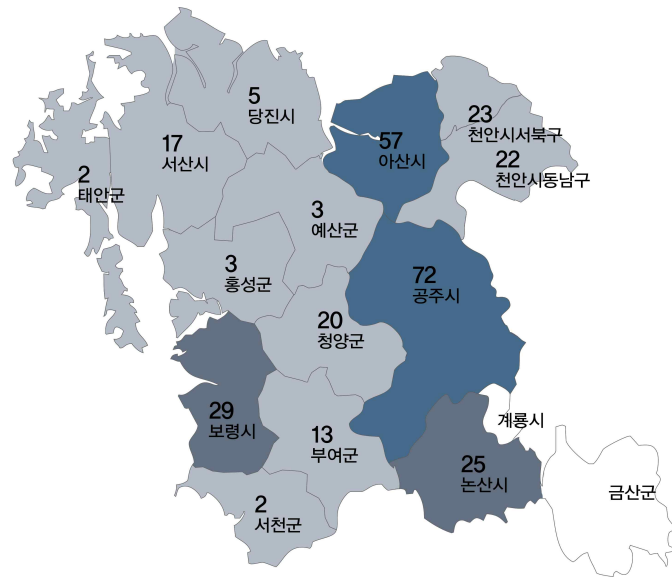 5
당진시
23
천안시서북구
57
아산시
17
서산시
22
천안시동남구
2
태안군
3
예산군
3
홍성군
72
공주시
20
청양군
29
보령시
계룡시
13
부여군
25
논산시
금산군
2
서천군